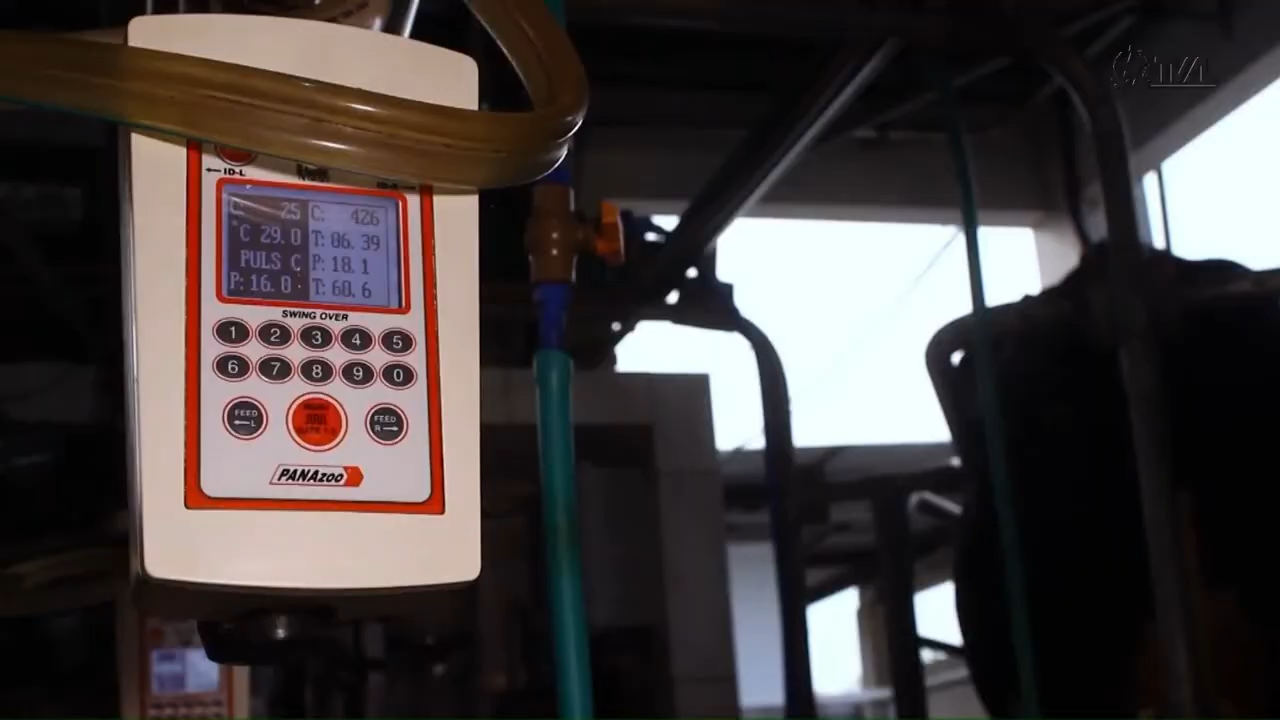 TVN
← ID-L
25 C: 426
°C 29.0 T: 06.39
PULS C P: 18.1
P: 16.0 T: 60.6
SWING OVER
1 2 3 4 5
6 7 8 9 0
FEED ← L
FEED R →
PANAzoo